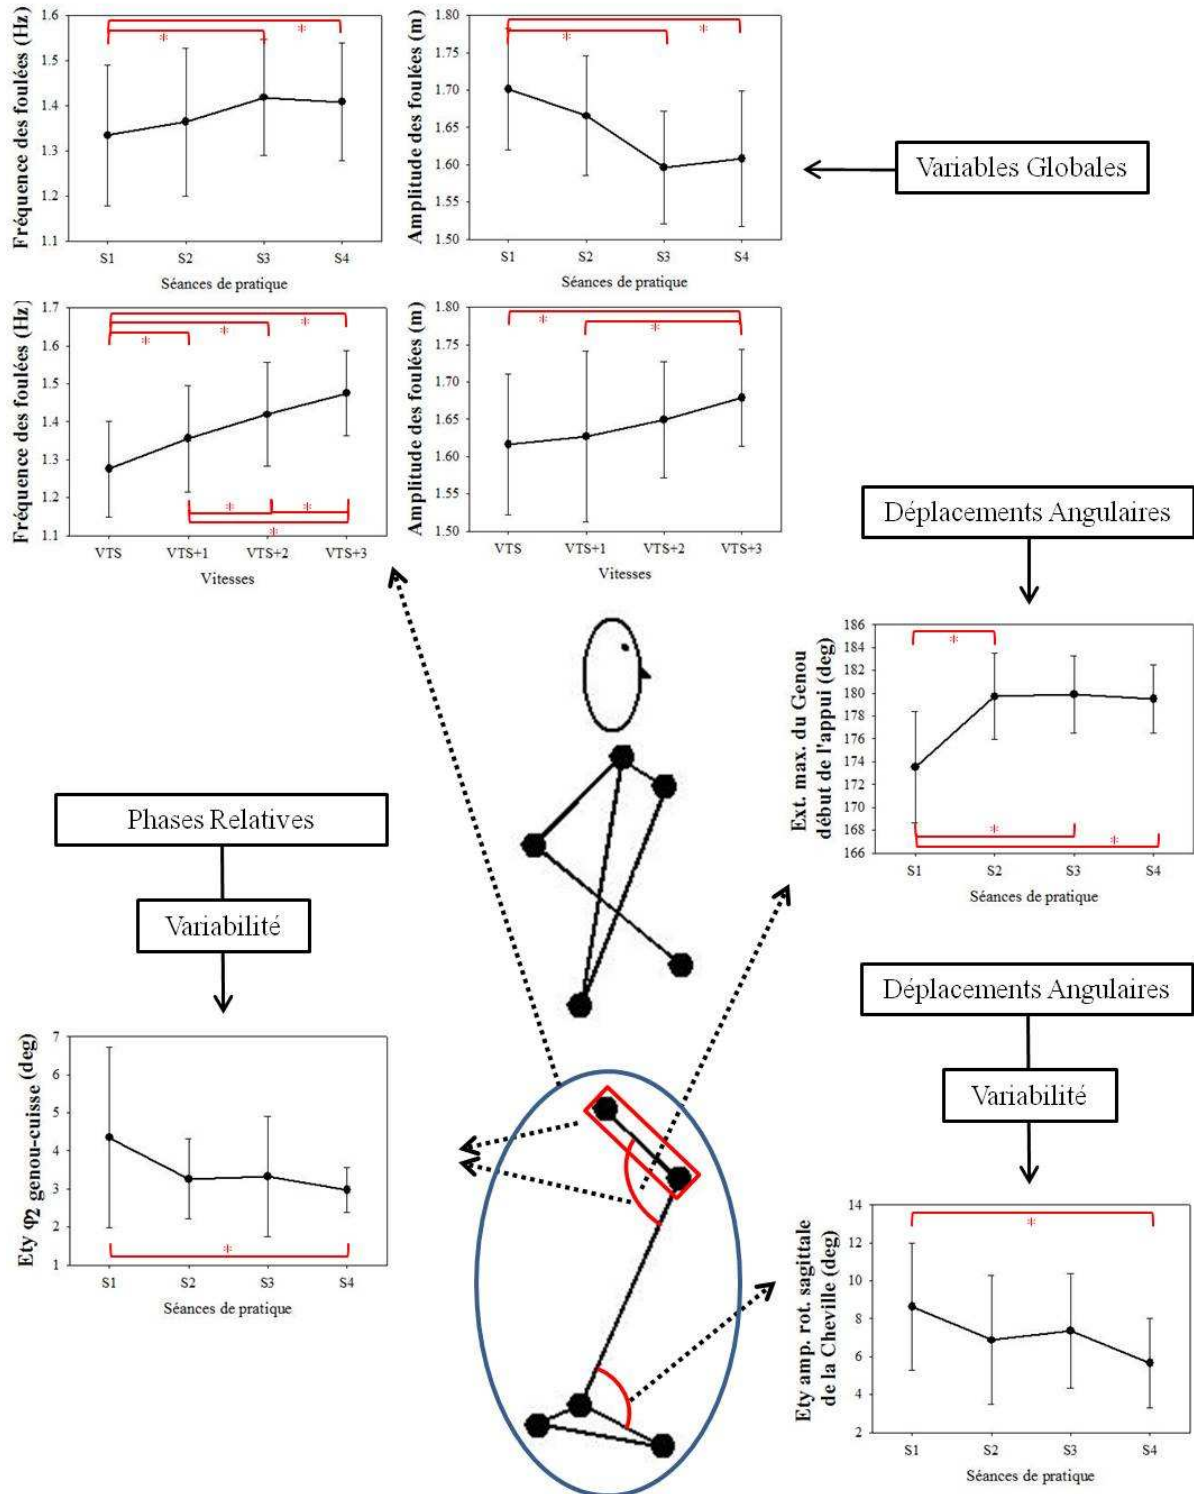 Fréquence des foulées (Hz)
1.6
1.5
1.4
1.3
1.2
1.1
*
*
S1 S2 S3 S4
Séances de pratique
Amplitude des foulées (m)
1.80
1.75
1.70
1.65
1.60
1.55
1.50
*
*
S1 S2 S3 S4
Séances de pratique
Variables Globales
Fréquence des foulées (Hz)
1.7
1.6
1.5
1.4
1.3
1.2
1.1
*
*
*
*
*
*
VTS VTS+1 VTS+2 VTS+3
Vitesses
Amplitude des foulées (m)
1.80
1.75
1.70
1.65
1.60
1.55
1.50
*
*
VTS VTS+1 VTS+2 VTS+3
Vitesses
Déplacements Angulaires
Ext. max. du Genou
début de l'appui (deg)
186
184
182
180
178
176
174
172
170
168
166
*
*
*
S1 S2 S3 S4
Séances de pratique
Phases Relatives
Variabilité
Ety φ2 genou-cuisse (deg)
7
6
5
4
3
2
1
*
S1 S2 S3 S4
Séances de pratique
Déplacements Angulaires
Variabilité
Ety amp. rot. sagittale
de la Cheville (deg)
14
12
10
8
6
4
2
*
S1 S2 S3 S4
Séances de pratique